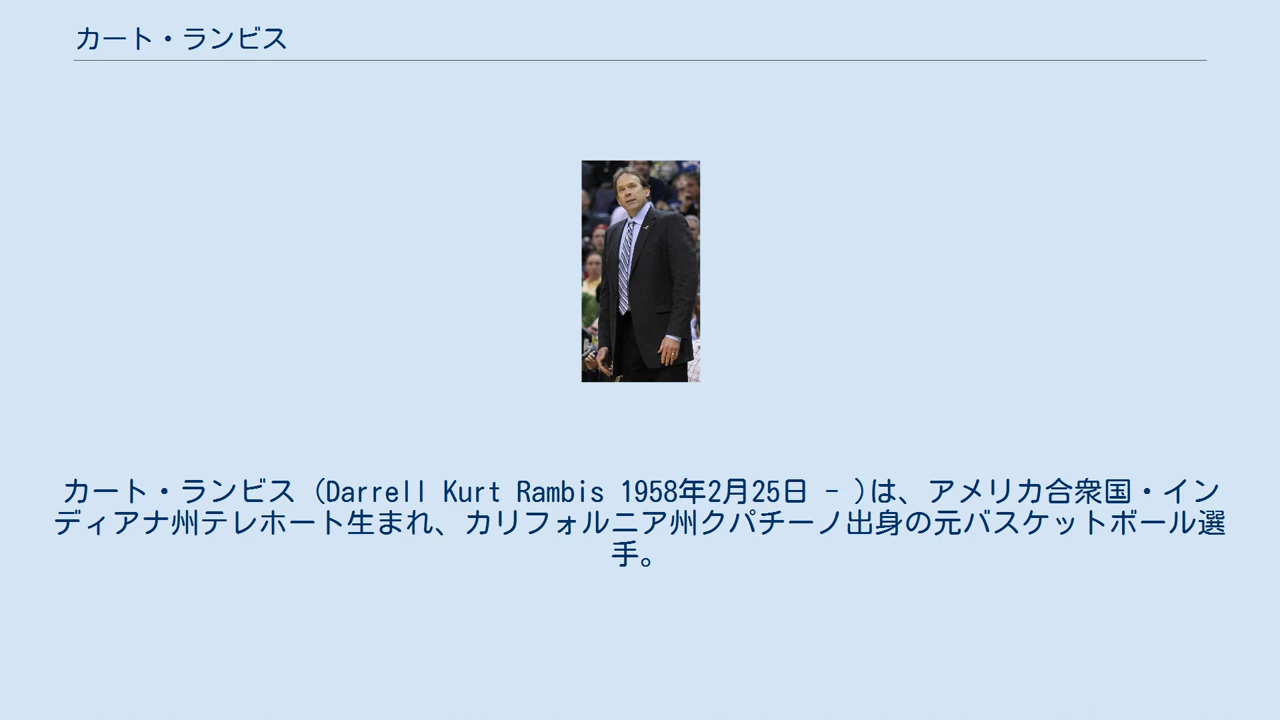 カート・ランビス
カート・ランビス (Darrell Kurt Rambis 1958年2月25日 - )は、アメリカ合衆国・イン
ディアナ州テレホート生まれ、カリフォルニア州クパチーノ出身の元バスケットボール選
手。